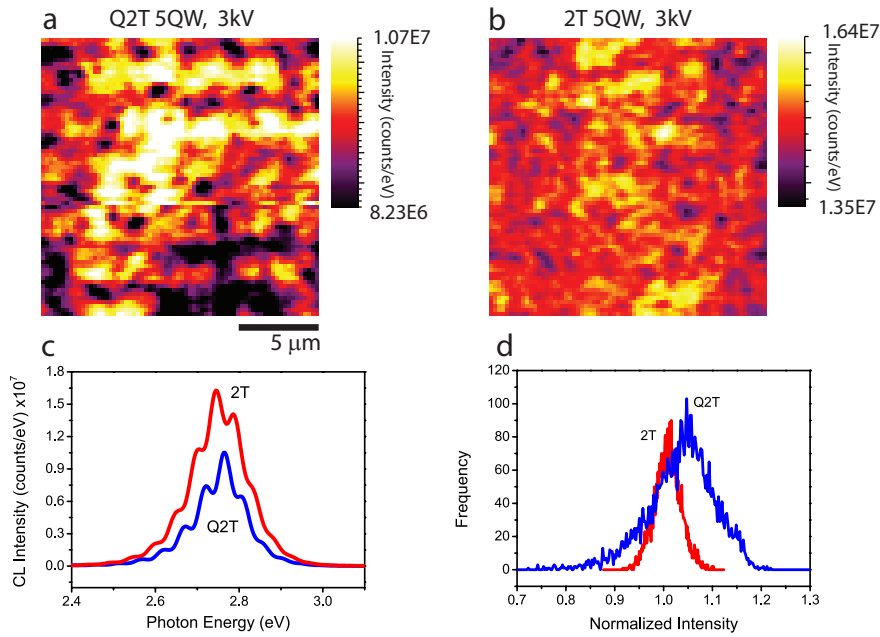 a
Q2T 5QW, 3kV
1.07E7
Intensity (counts/eV)
8.23E6
5 μm
b
2T 5QW, 3kV
1.64E7
Intensity (counts/eV)
1.35E7
c
CL Intensity (counts/eV) x10⁷
1.8
1.5
1.2
0.9
0.6
0.3
0.0
2T
Q2T
2.4 2.6 2.8 3.0
Photon Energy (eV)
d
Frequency
120
100
80
60
40
20
0
Q2T
2T
0.7 0.8 0.9 1.0 1.1 1.2 1.3
Normalized Intensity